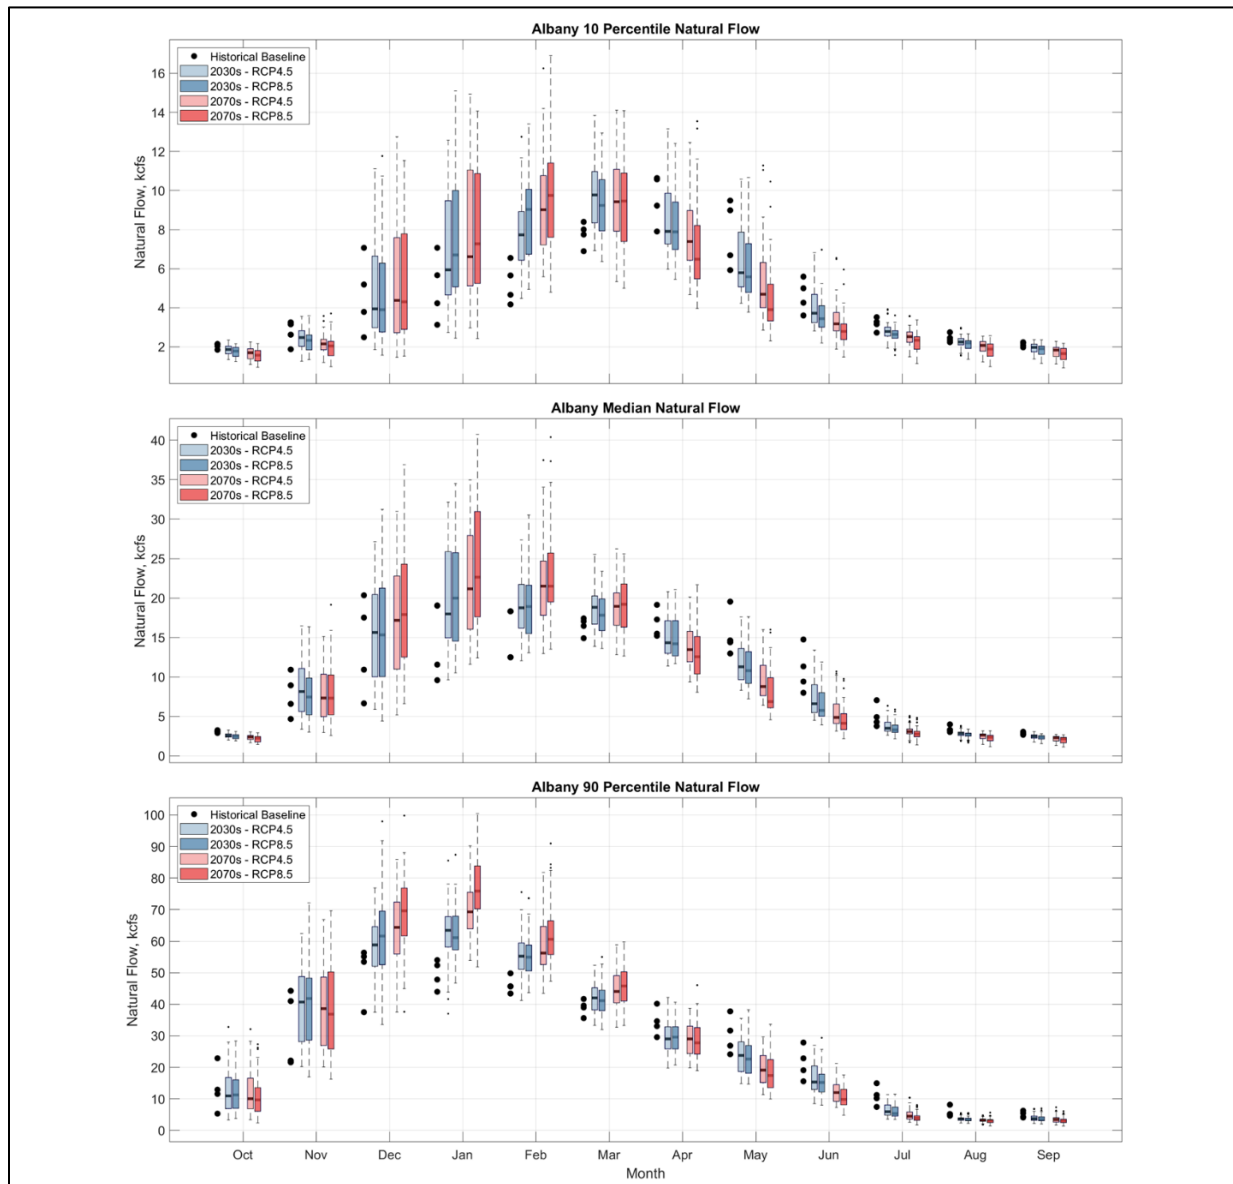 Albany 10 Percentile Natural Flow
Historical Baseline
2030s - RCP4.5
2030s - RCP8.5
2070s - RCP4.5
2070s - RCP8.5
Natural Flow, kcfs
16
14
12
10
8
6
4
2
Albany Median Natural Flow
Historical Baseline
2030s - RCP4.5
2030s - RCP8.5
2070s - RCP4.5
2070s - RCP8.5
Natural Flow, kcfs
40
35
30
25
20
15
10
5
0
Albany 90 Percentile Natural Flow
Historical Baseline
2030s - RCP4.5
2030s - RCP8.5
2070s - RCP4.5
2070s - RCP8.5
Natural Flow, kcfs
100
90
80
70
60
50
40
30
20
10
0
Oct Nov Dec Jan Feb Mar Apr May Jun Jul Aug Sep
Month